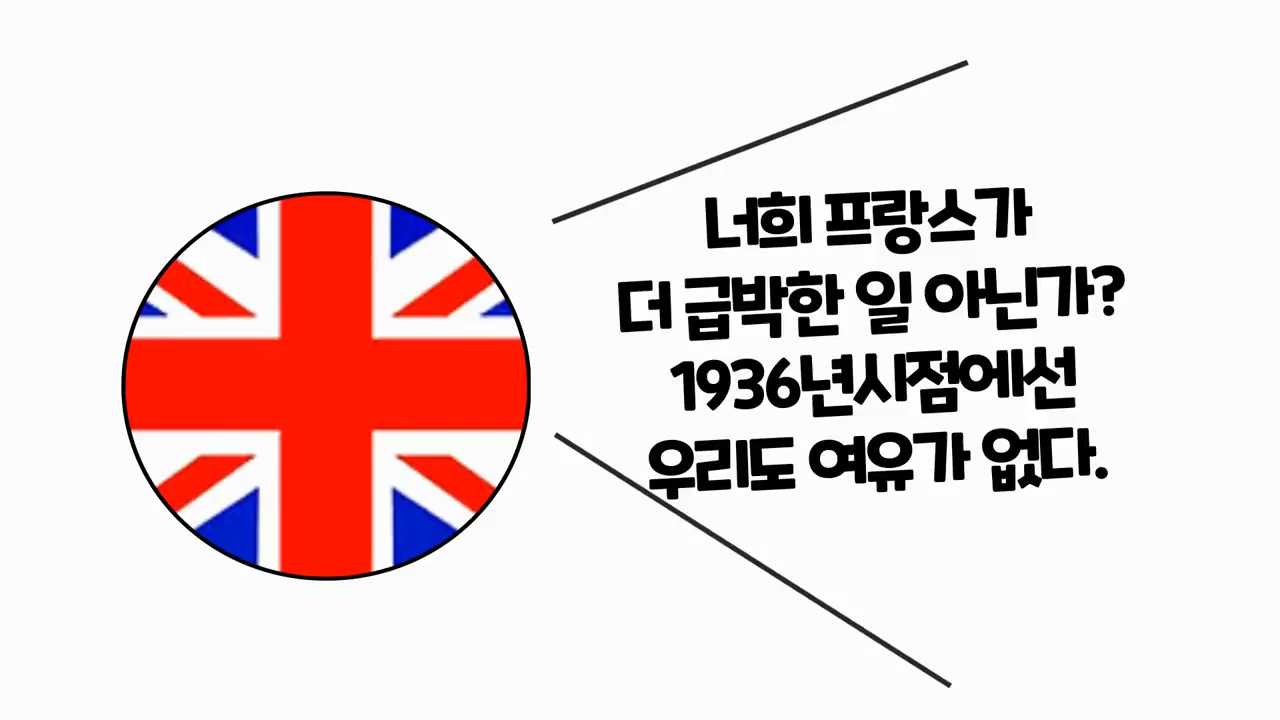 너희 프랑스가
더 급박한 일 아닌가?
1936년시점에선
우리도 여유가 없다.